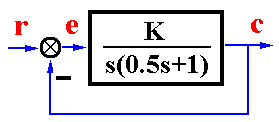 r e K c
s(0.5s+1)
−